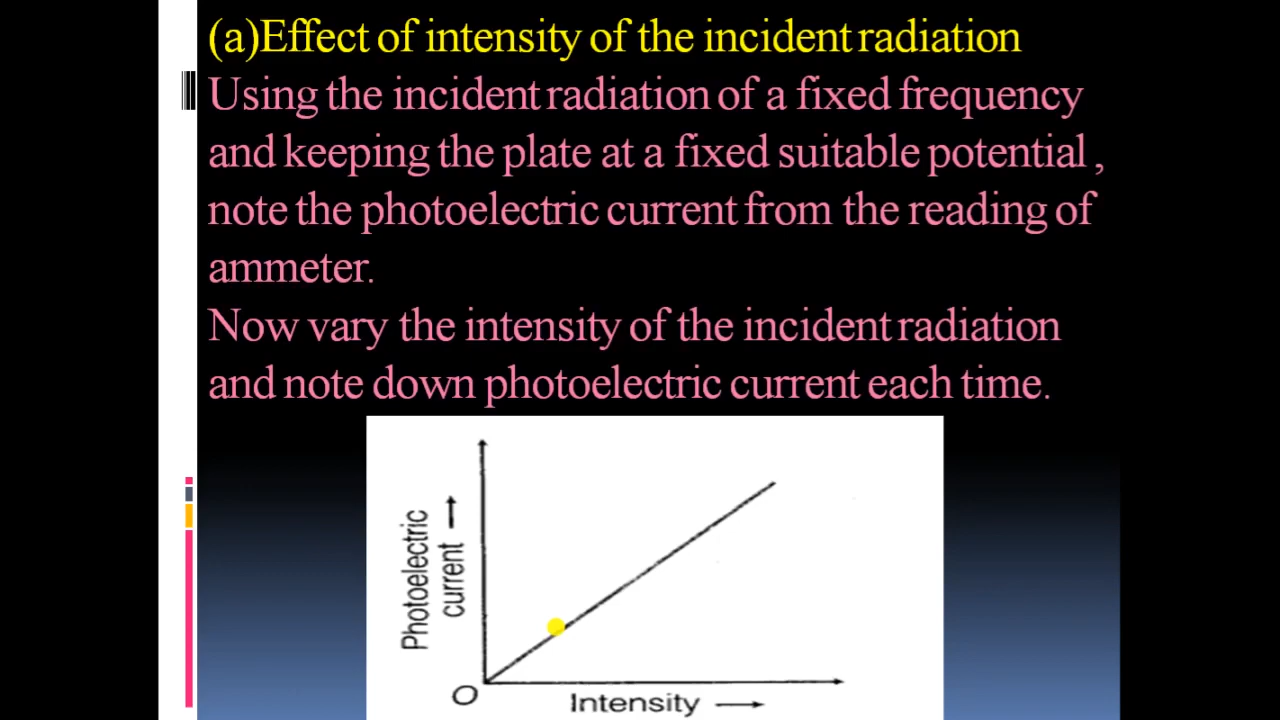 (a)Effect of intensity of the incident radiation
Using the incident radiation of a fixed frequency
and keeping the plate at a fixed suitable potential ,
note the photoelectric current from the reading of
ammeter.
Now vary the intensity of the incident radiation
and note down photoelectric current each time.
Photoelectric
current
O
Intensity